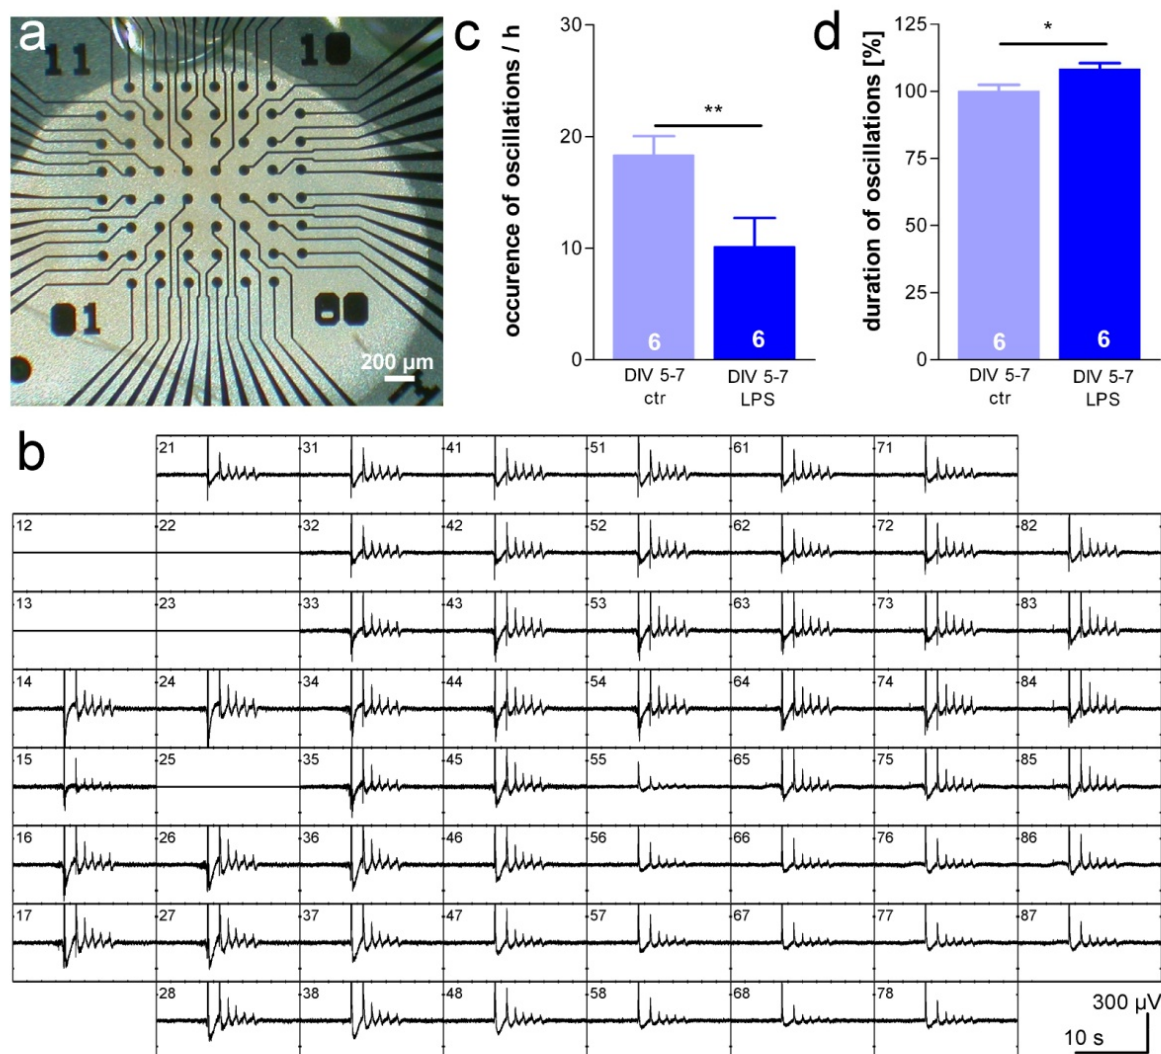 a
11
10
01
00
200 µm
c
occurence of oscillations / h
30
20
10
0
**
6
6
DIV 5-7
ctr
DIV 5-7
LPS
d
duration of oscillations [%]
125
100
75
50
25
0
*
6
6
DIV 5-7
ctr
DIV 5-7
LPS
b
21 31 41 51 61 71
12 22 32 42 52 62 72 82
13 23 33 43 53 63 73 83
14 24 34 44 54 64 74 84
15 25 35 45 55 65 75 85
16 26 36 46 56 66 76 86
17 27 37 47 57 67 77 87
28 38 48 58 68 78
300 µV
10 s